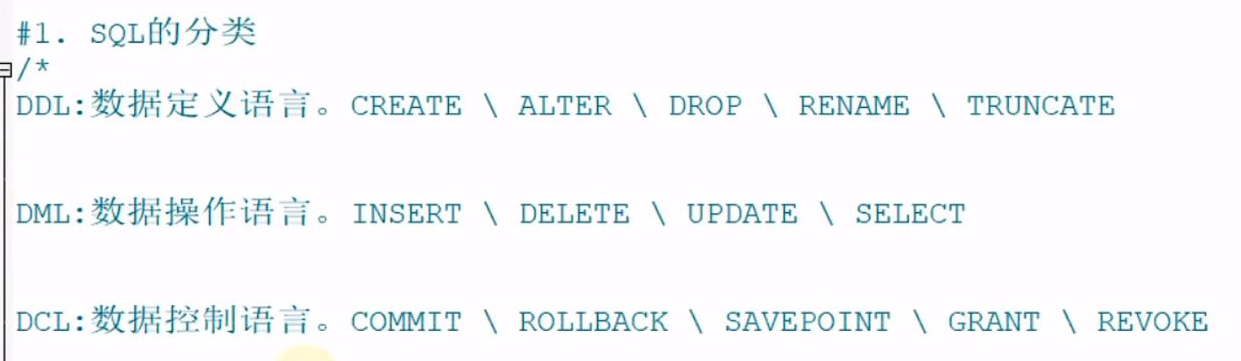 #1. SQL的分类
/*
DDL:数据定义语言。CREATE \ ALTER \ DROP \ RENAME \ TRUNCATE
DML:数据操作语言。INSERT \ DELETE \ UPDATE \ SELECT
DCL:数据控制语言。COMMIT \ ROLLBACK \ SAVEPOINT \ GRANT \ REVOKE